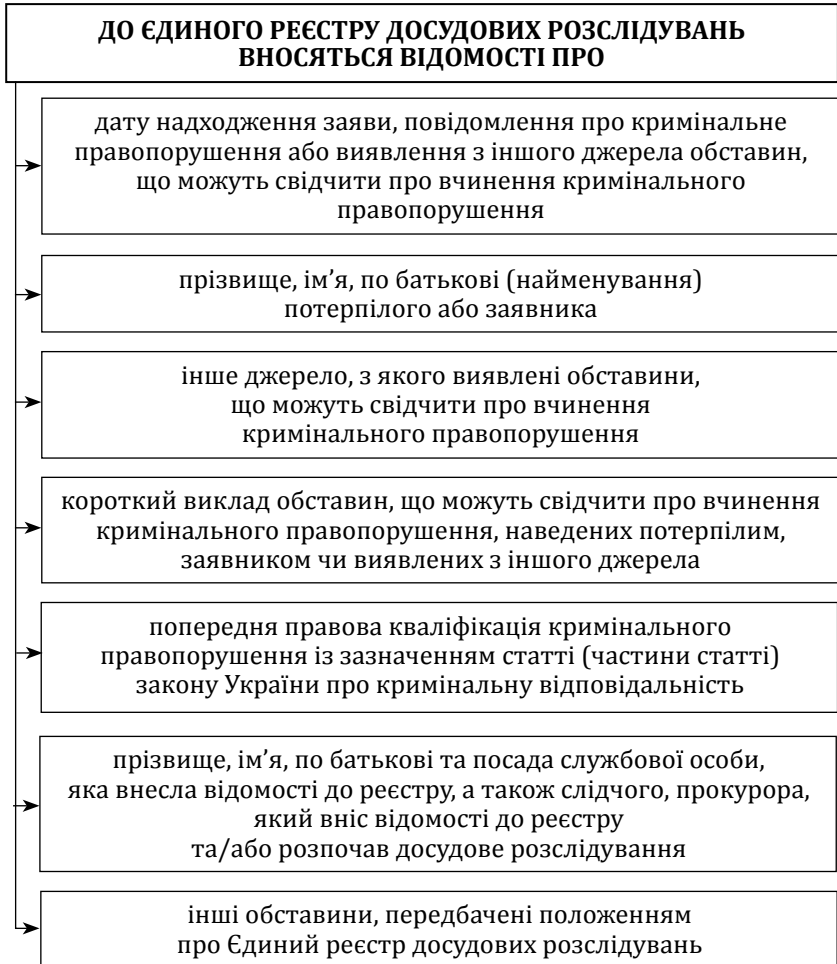 ДО ЄДИНОГО РЕЄСТРУ ДОСУДОВИХ РОЗСЛІДУВАНЬ
ВНОСЯТЬСЯ ВІДОМОСТІ ПРО
дату надходження заяви, повідомлення про кримінальне
правопорушення або виявлення з іншого джерела обставин,
що можуть свідчити про вчинення кримінального
правопорушення
прізвище, ім’я, по батькові (найменування)
потерпілого або заявника
інше джерело, з якого виявлені обставини,
що можуть свідчити про вчинення
кримінального правопорушення
короткий виклад обставин, що можуть свідчити про вчинення
кримінального правопорушення, наведених потерпілим,
заявником чи виявлених з іншого джерела
попередня правова кваліфікація кримінального
правопорушення із зазначенням статті (частини статті)
закону України про кримінальну відповідальність
прізвище, ім’я, по батькові та посада службової особи,
яка внесла відомості до реєстру, а також слідчого, прокурора,
який вніс відомості до реєстру
та/або розпочав досудове розслідування
інші обставини, передбачені положенням
про Єдиний реєстр досудових розслідувань